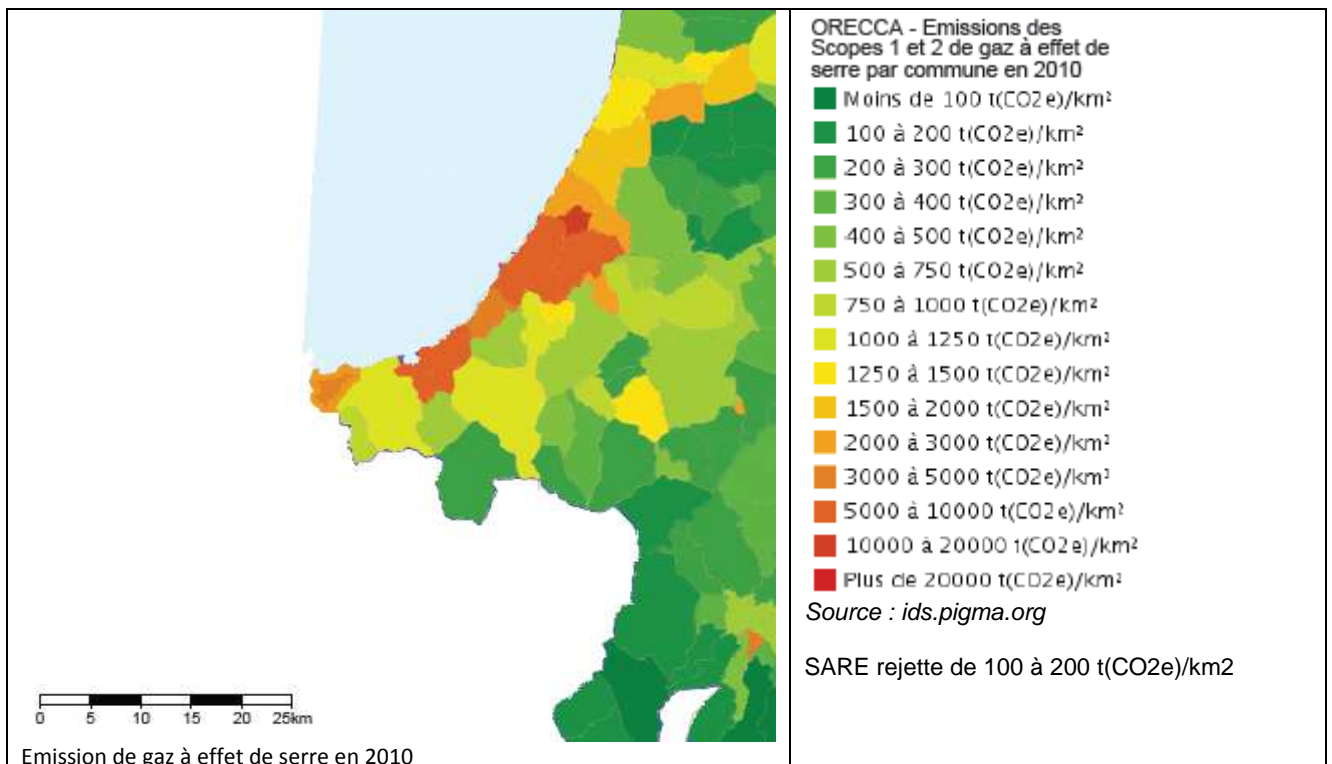 ORECCA - Emissions des
Scopes 1 et 2 de gaz à effet de
serre par commune en 2010
Moins de 100 t(CO2e)/km²
100 à 200 t(CO2e)/km²
200 à 300 t(CO2e)/km²
300 à 400 t(CO2e)/km²
400 à 500 t(CO2e)/km²
500 à 750 t(CO2e)/km²
750 à 1000 t(CO2e)/km²
1000 à 1250 t(CO2e)/km²
1250 à 1500 t(CO2e)/km²
1500 à 2000 t(CO2e)/km²
2000 à 3000 t(CO2e)/km²
3000 à 5000 t(CO2e)/km²
5000 à 10000 t(CO2e)/km²
10000 à 20000 t(CO2e)/km²
Plus de 20000 t(CO2e)/km²
Source : ids.pigma.org
SARE rejette de 100 à 200 t(CO2e)/km2
0 5 10 15 20 25km
Emission de gaz à effet de serre en 2010